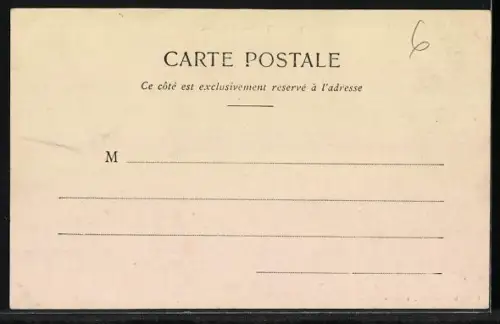 6
CARTE POSTALE
Ce côté est exclusivement reservé à l'adresse
M